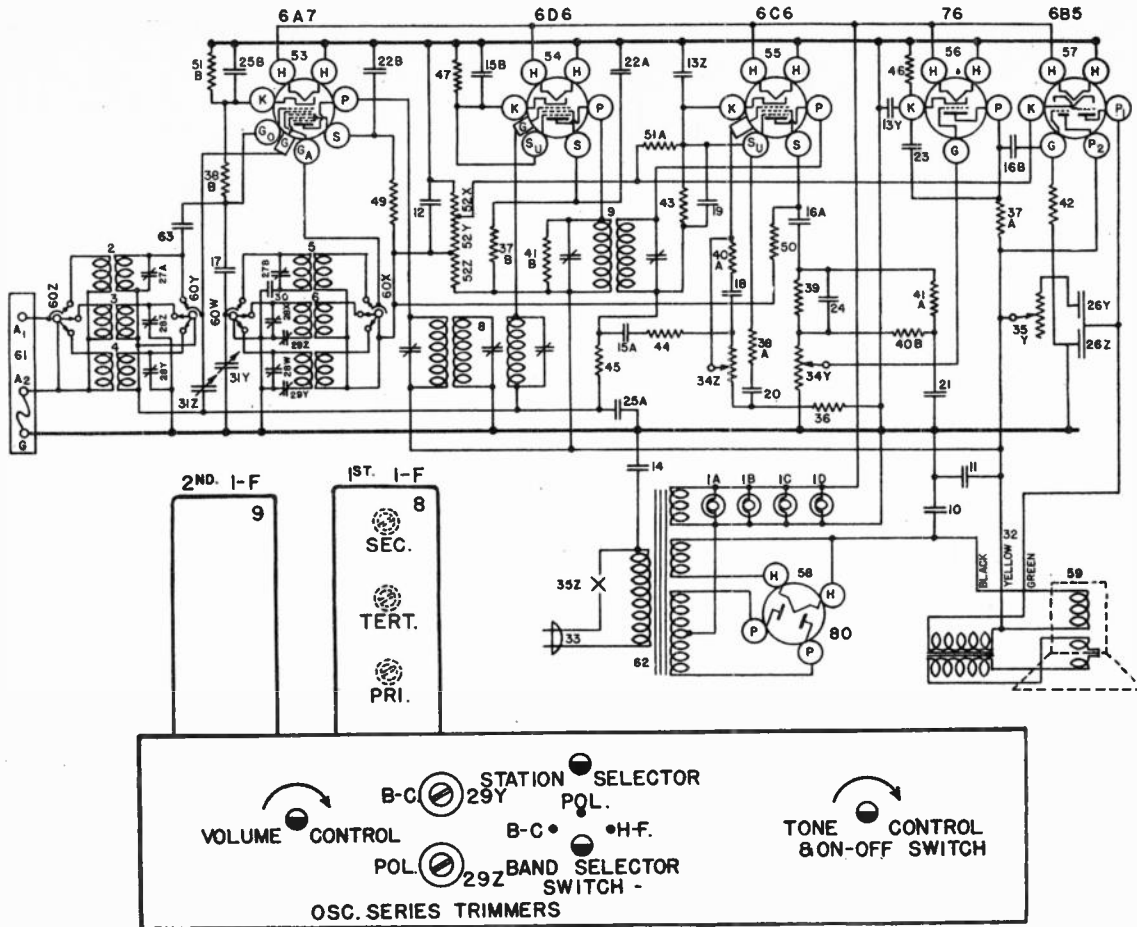 6A7 6D6 6C6 76 6B5
51 B 25B 53 22B 47 15B 54 22A 13Z 55 46 56 57
H H H H H H H H H H
K P K P K P K P K P1
GO G GA S G SU S SU S G G P2
13Y 23 16B
38 B 49 12 52X 52Y 52Z 51A 43 19 16A 50 37 A 42
63 17 37 B 41 B 9 40 A 18 39 24 41 A
2 27A 5 27B 60Z 60Y 60W 60X
3 28Z 30 28X 6 29Z
4 28Y 28W 29Y 31Y 31Z
8 45 15A 44 34Z 38 A 20 34Y 40B 36 21 35 Y 26Y 26Z
A1
61
A2
G
25A
14 1A 1B 1C 1D 11 10
35Z 33 62 H 58 H P P 80
BLACK
YELLOW 32
GREEN
59
2ND. I-F
9
1ST. I-F
8
SEC.
TERT.
PRI.
B-C. 29Y
STATION SELECTOR
POL.
B-C H-F.
VOLUME CONTROL
POL. 29Z
BAND SELECTOR
SWITCH -
TONE CONTROL
& ON-OFF SWITCH
OSC. SERIES TRIMMERS